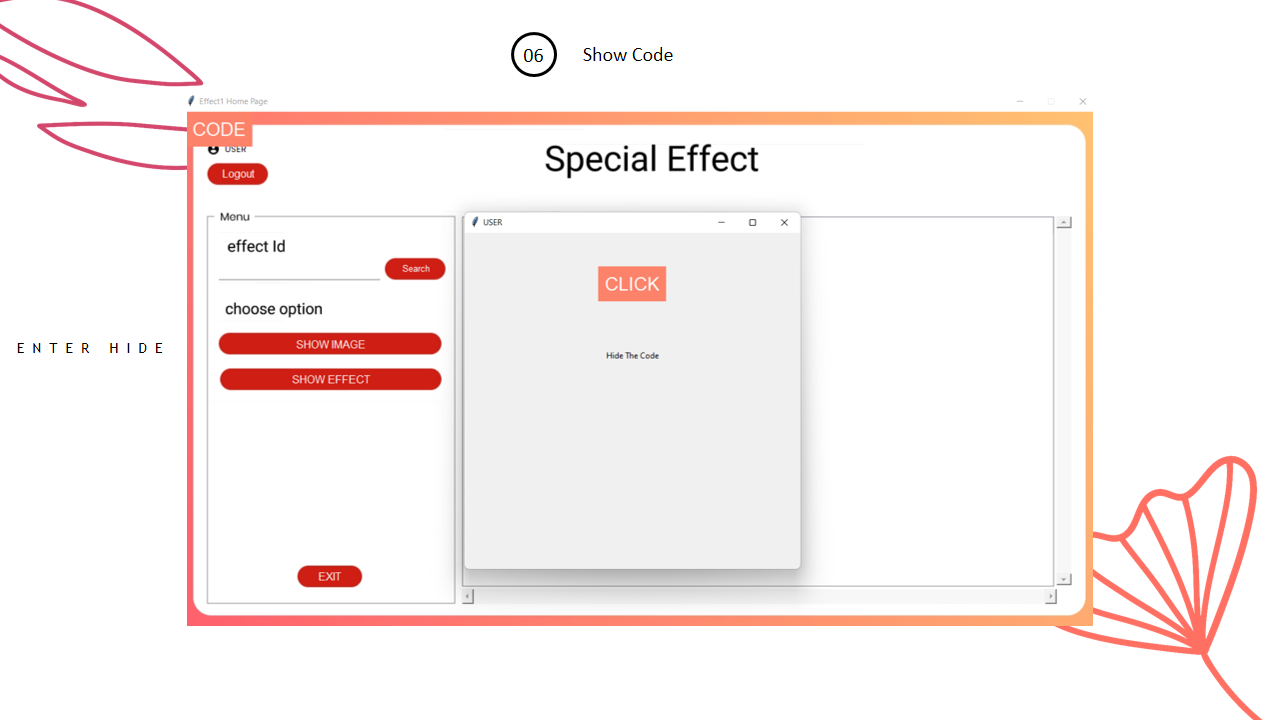 06 Show Code
Effect1 Home Page
CODE
USER
Logout
Special Effect
Menu
effect Id
Search
choose option
SHOW IMAGE
SHOW EFFECT
EXIT
USER
CLICK
Hide The Code
ENTER HIDE